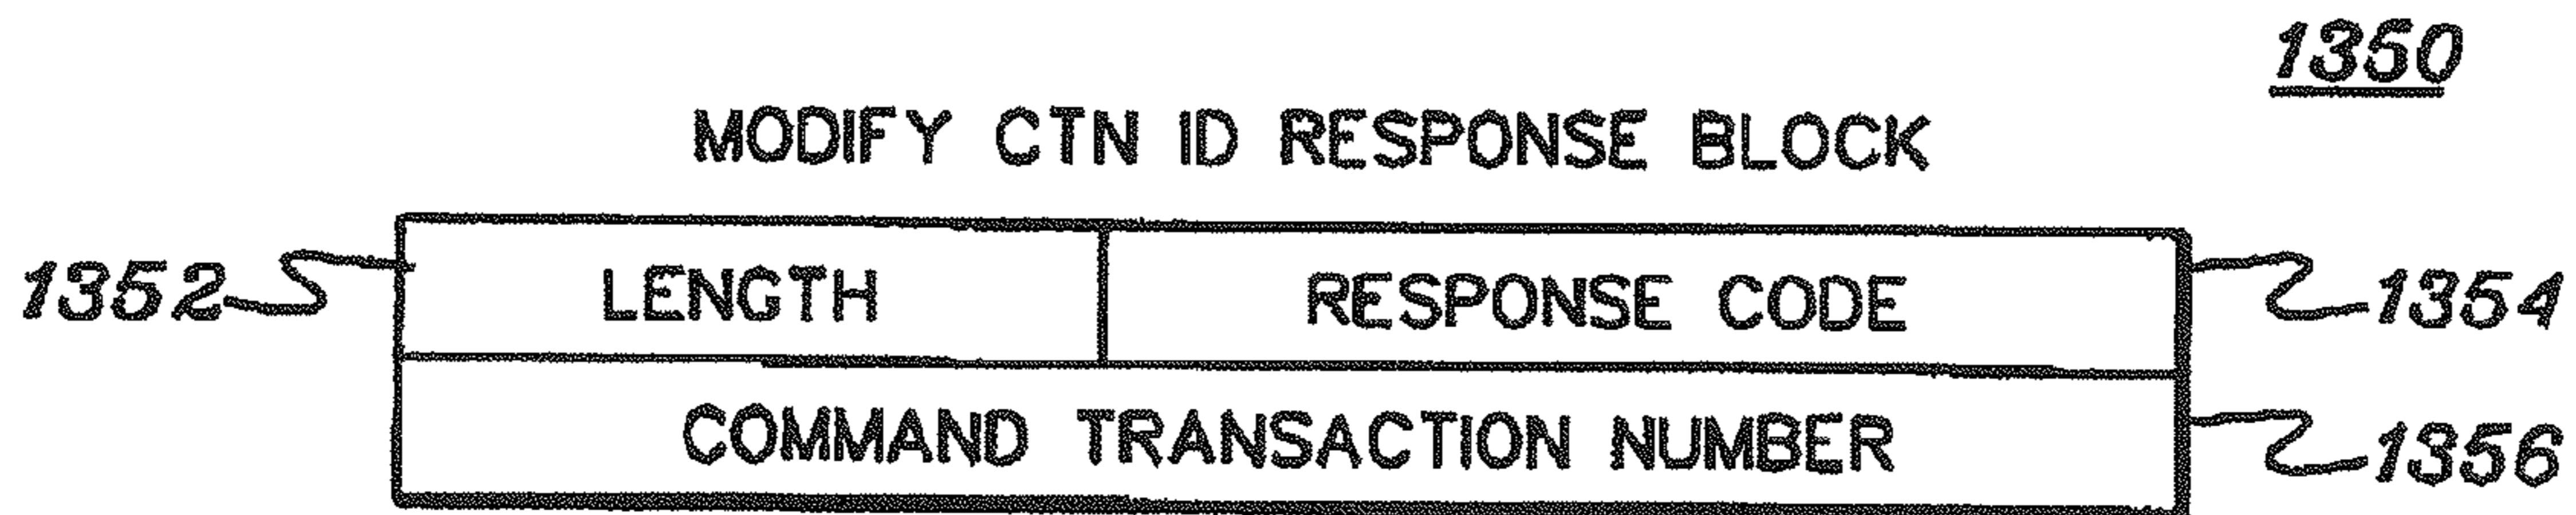 1350
MODIFY CTN ID RESPONSE BLOCK
1352 LENGTH RESPONSE CODE 1354
COMMAND TRANSACTION NUMBER 1356